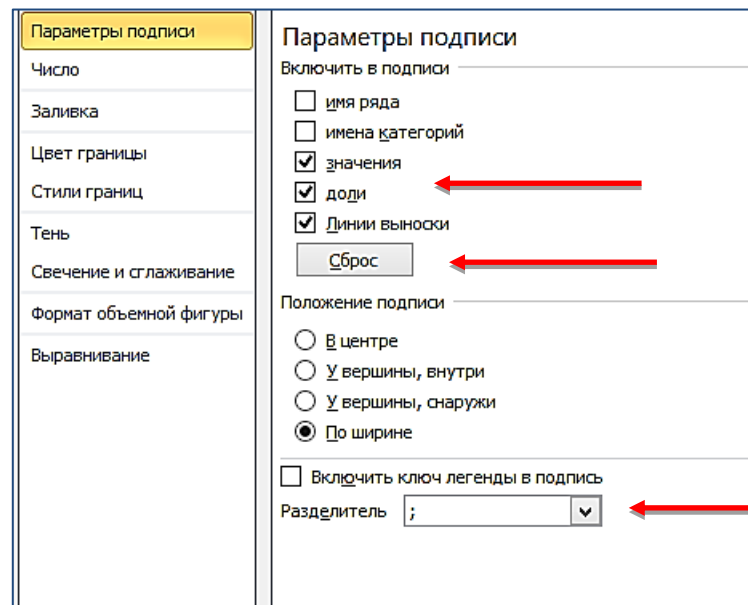 Параметры подписи
Число
Заливка
Цвет границы
Стили границ
Тень
Свечение и сглаживание
Формат объемной фигуры
Выравнивание
Параметры подписи
Включить в подписи
имя ряда
имена категорий
значения
доли
Линии выноски
Сброс
Положение подписи
В центре
У вершины, внутри
У вершины, снаружи
По ширине
Включить ключ легенды в подпись
Разделитель ;